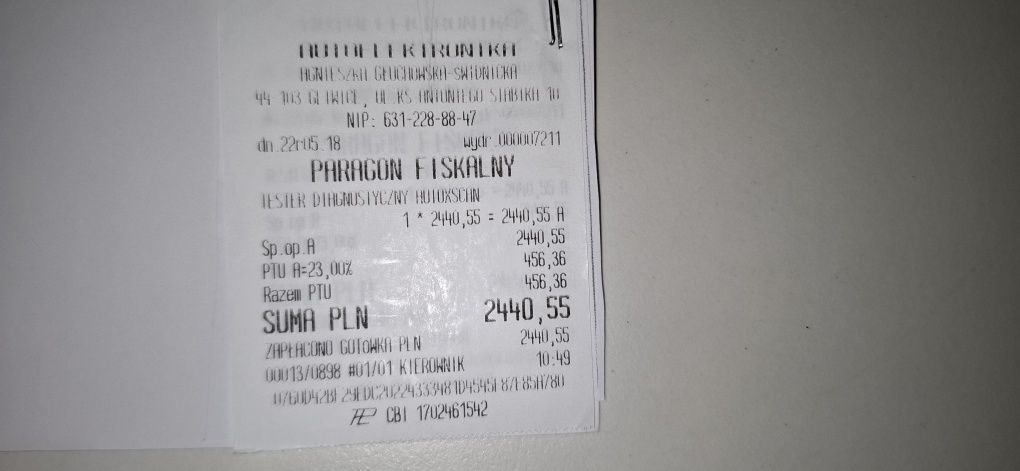 AUTOELEKTRONIKA
AGNIESZKA GŁUCHOWSKA-ŚWIDNICKA
44-103 GLIWICE, UL.KS ANTONIEGO STABIKA 10
NIP: 631-228-88-47
dn.22r05.18 wydr.000007211
PARAGON FISKALNY
TESTER DIAGNOSTYCZNY AUTOXSCAN
1 * 2440,55 = 2440,55 A
Sp.op.A 2440,55
PTU A=23,00% 456,36
Razem PTU 456,36
SUMA PLN 2440,55
ZAPŁACONO GOTÓWKA PLN 2440,55
00013/0898 #01/01 KIEROWNIK 10:49
CBI 1702461542